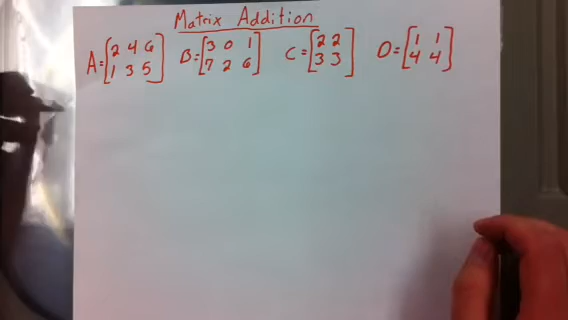 Matrix Addition
A=[2 4 6 B=[3 0 1] C=[2 2] D=[1 1]
1 3 5] 7 2 6] 3 3] 4 4]